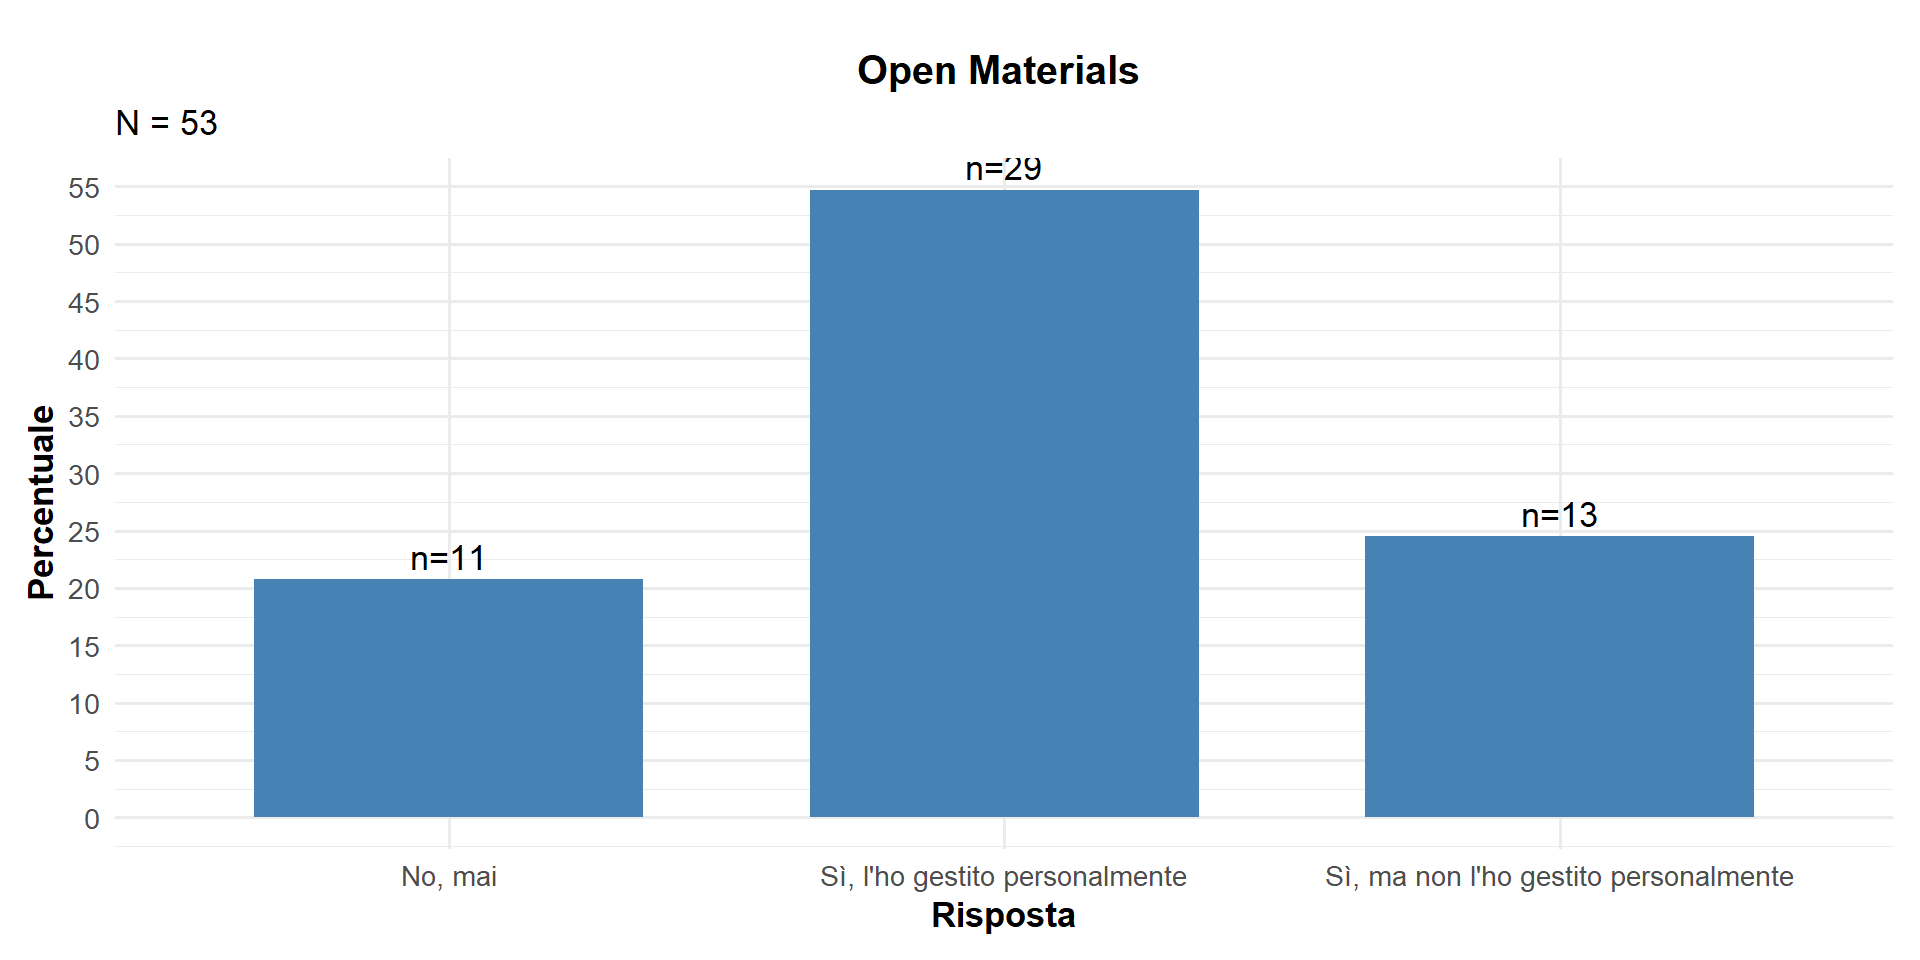 Open Materials
N = 53
55
50
45
40
35
30
25
20
15
10
5
0
Percentuale
n=11
n=29
n=13
No, mai
Sì, l'ho gestito personalmente
Sì, ma non l'ho gestito personalmente
Risposta